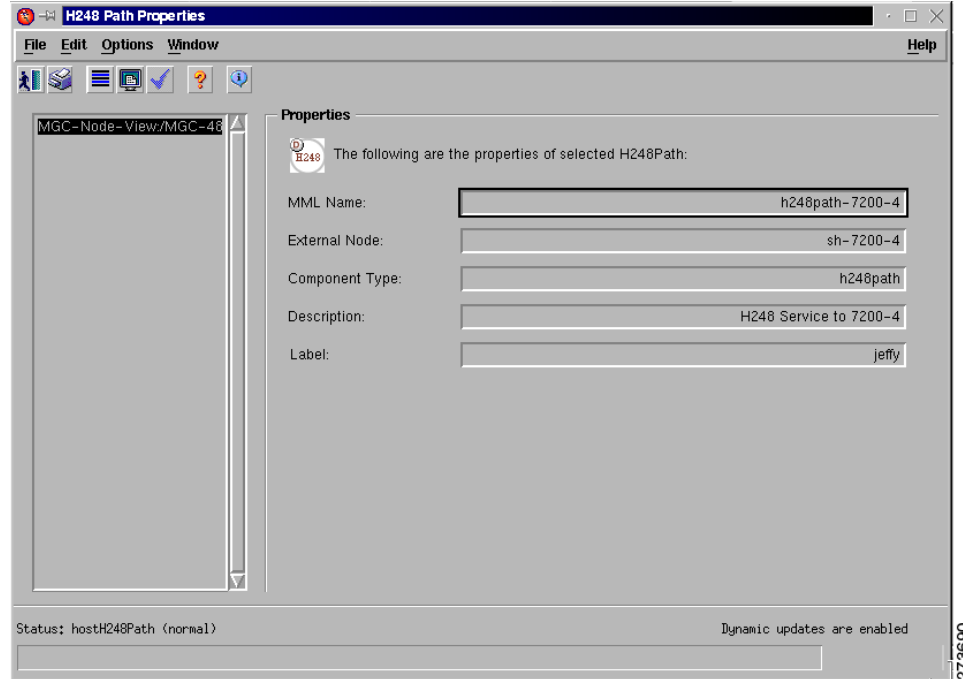 H248 Path Properties
File Edit Options Window Help
MGC-Node-View:/MGC-48
Properties
D
H248
The following are the properties of selected H248Path:
MML Name: h248path-7200-4
External Node: sh-7200-4
Component Type: h248path
Description: H248 Service to 7200-4
Label: jeffy
Status: hostH248Path (normal) Dynamic updates are enabled
273690